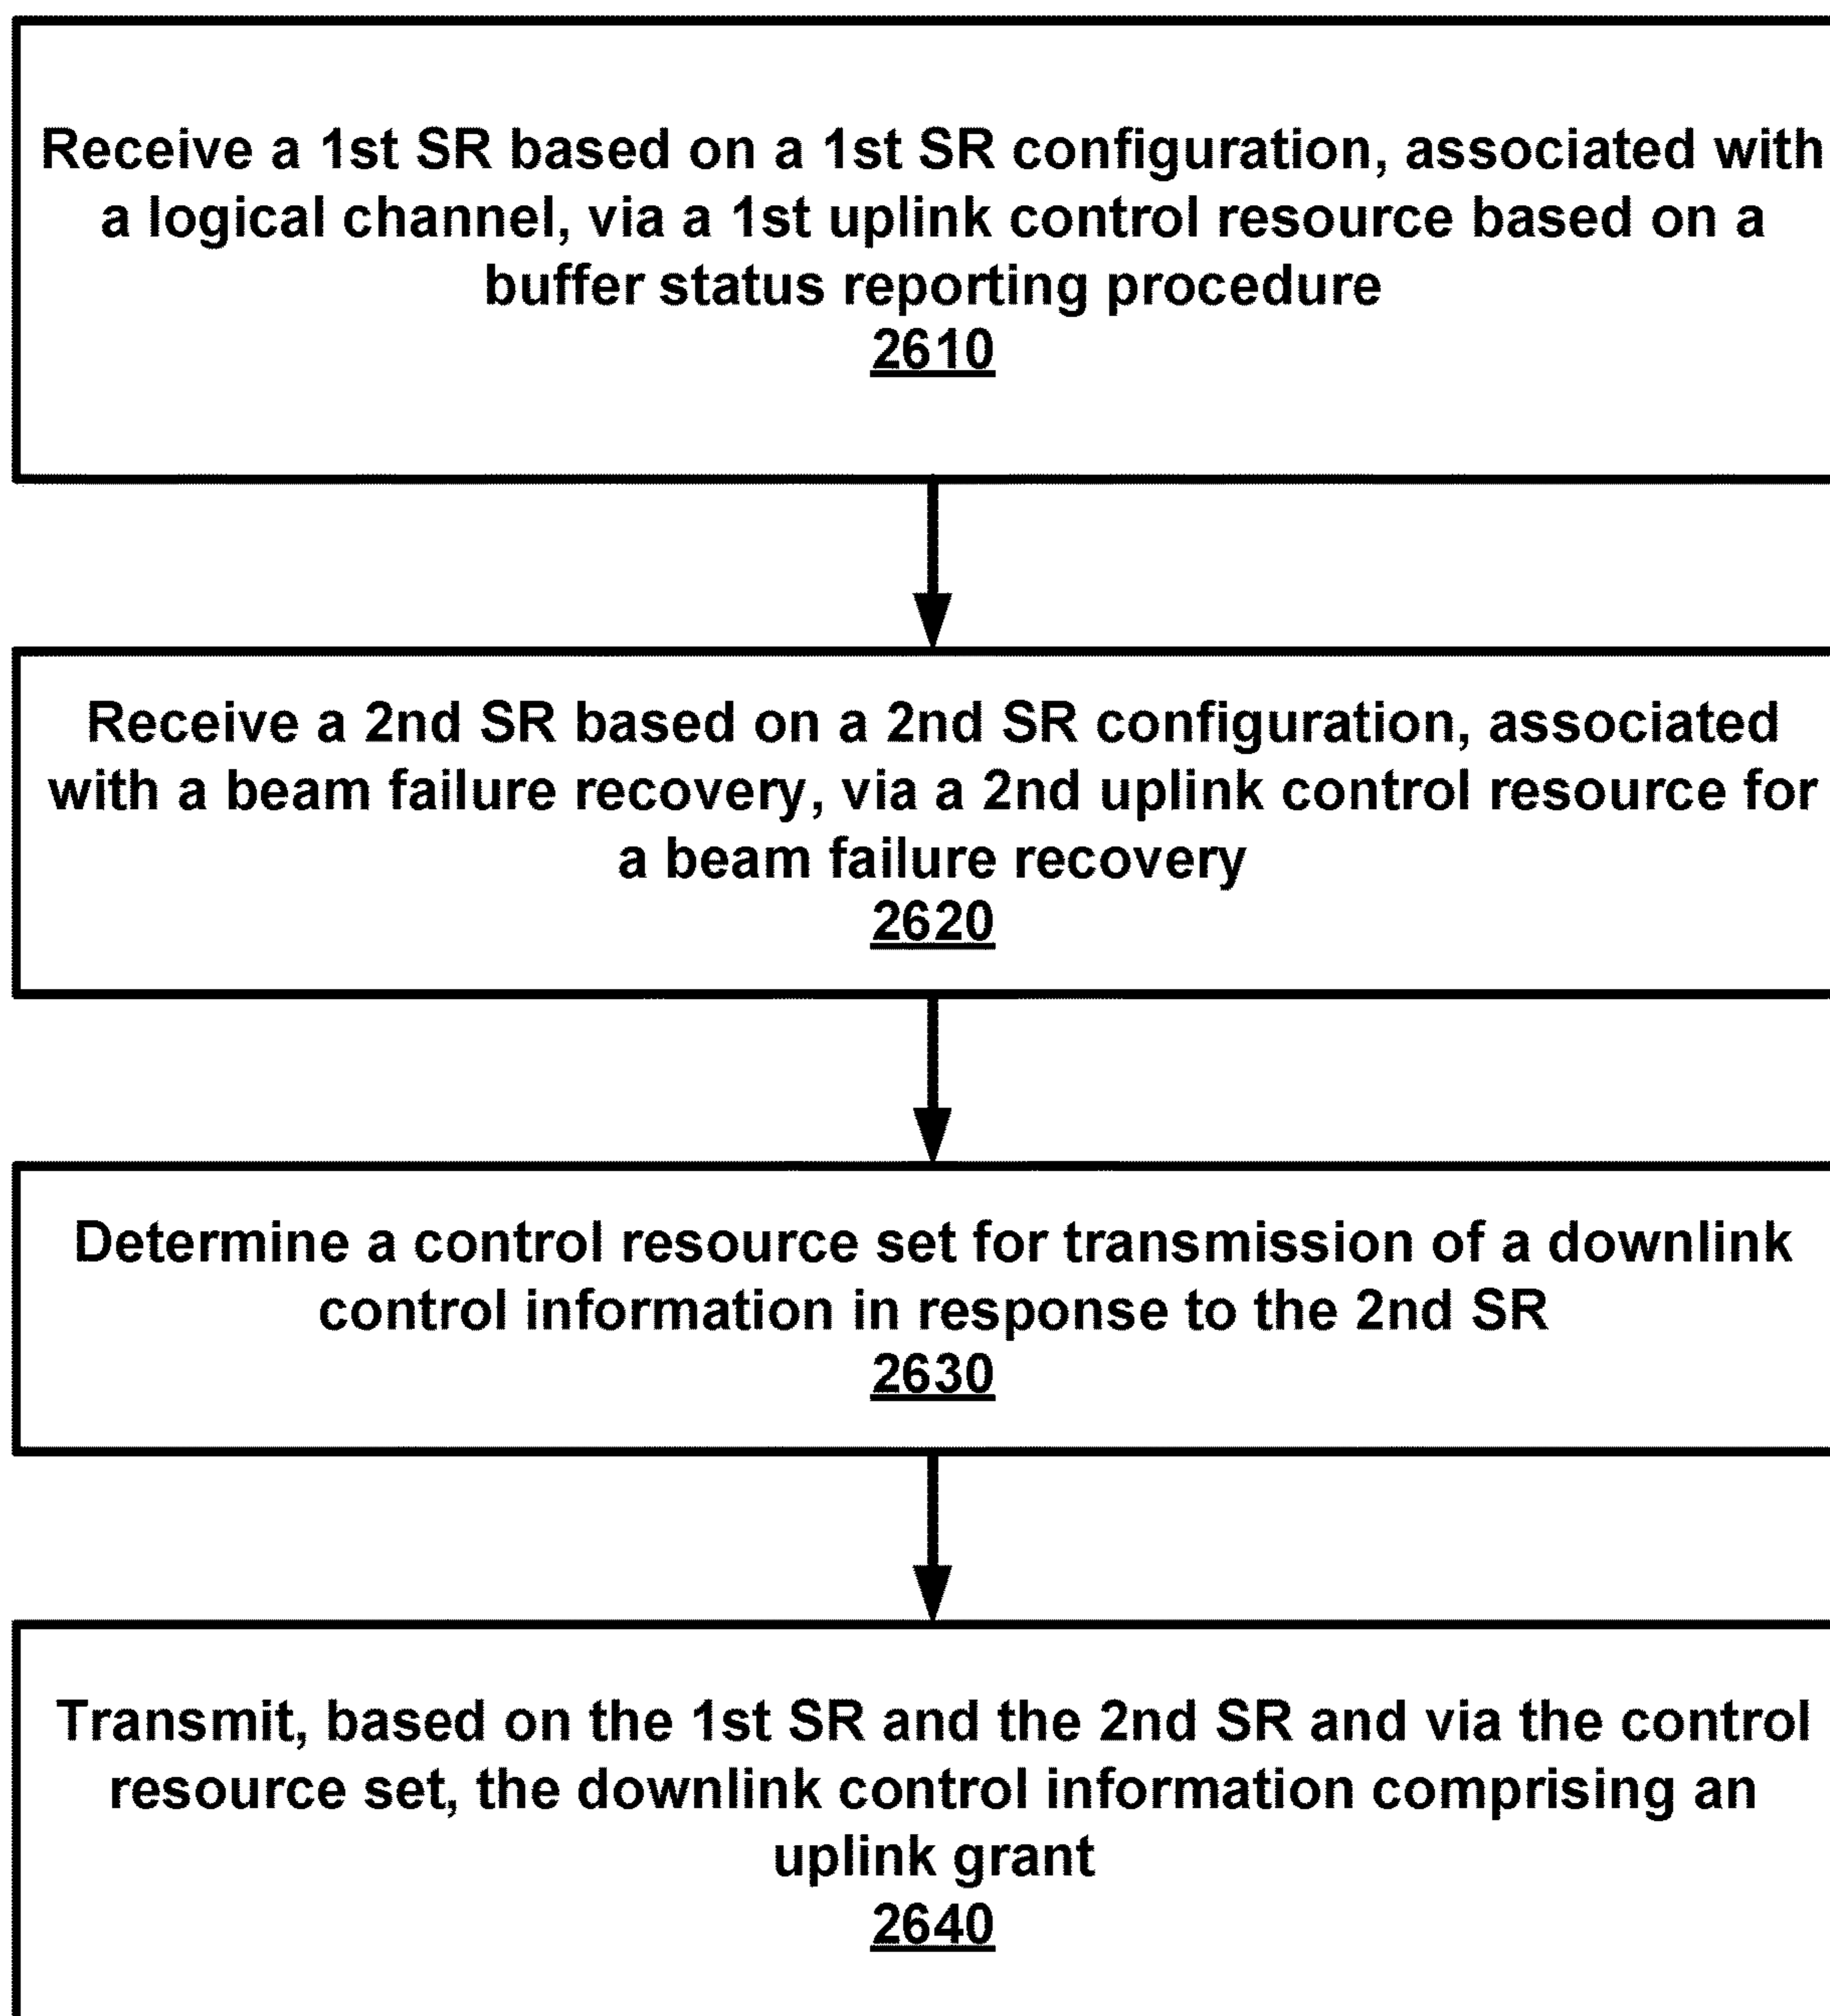 Receive a 1st SR based on a 1st SR configuration, associated with
a logical channel, via a 1st uplink control resource based on a
buffer status reporting procedure
2610
Receive a 2nd SR based on a 2nd SR configuration, associated
with a beam failure recovery, via a 2nd uplink control resource for
a beam failure recovery
2620
Determine a control resource set for transmission of a downlink
control information in response to the 2nd SR
2630
Transmit, based on the 1st SR and the 2nd SR and via the control
resource set, the downlink control information comprising an
uplink grant
2640